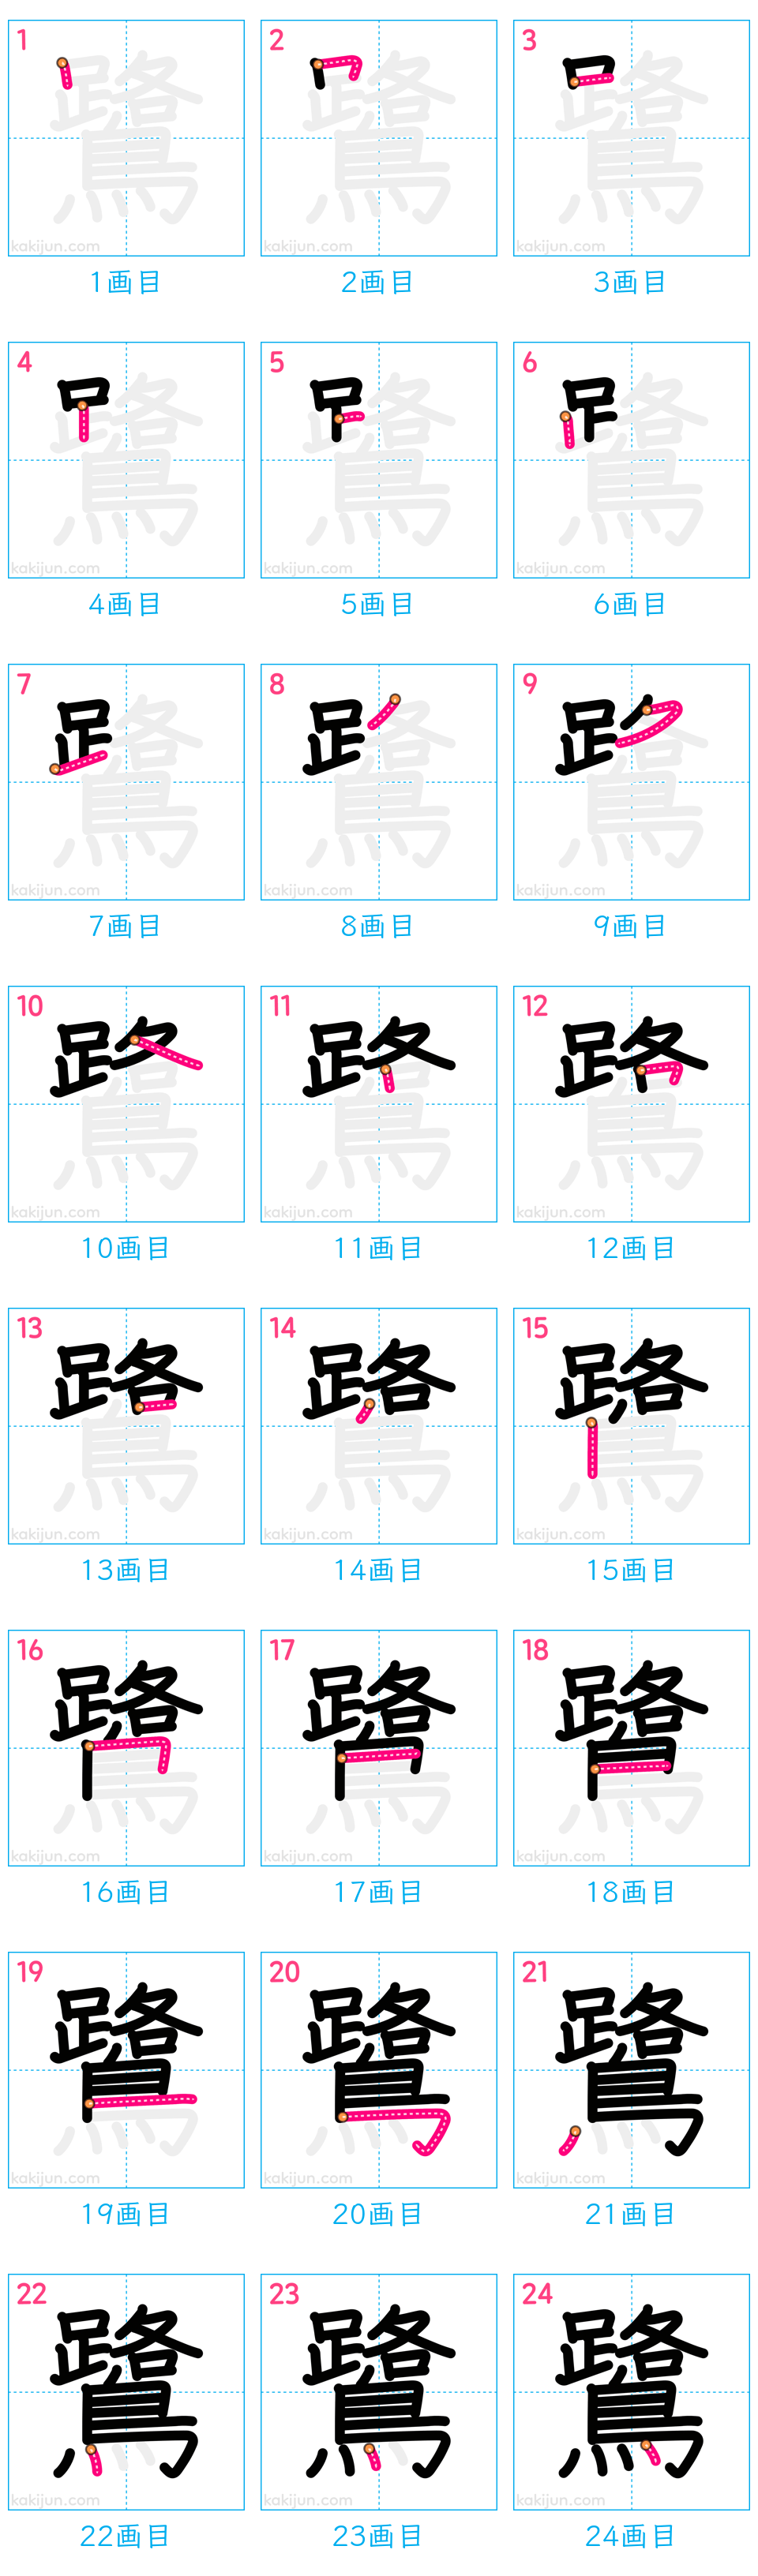 1 2 3
kakijun.com kakijun.com kakijun.com
1画目 2画目 3画目
4 5 6
kakijun.com kakijun.com kakijun.com
4画目 5画目 6画目
7 8 9
kakijun.com kakijun.com kakijun.com
7画目 8画目 9画目
10 11 12
kakijun.com kakijun.com kakijun.com
10画目 11画目 12画目
13 14 15
kakijun.com kakijun.com kakijun.com
13画目 14画目 15画目
16 17 18
kakijun.com kakijun.com kakijun.com
16画目 17画目 18画目
19 20 21
kakijun.com kakijun.com kakijun.com
19画目 20画目 21画目
22 23 24
鷺
kakijun.com kakijun.com kakijun.com
22画目 23画目 24画目